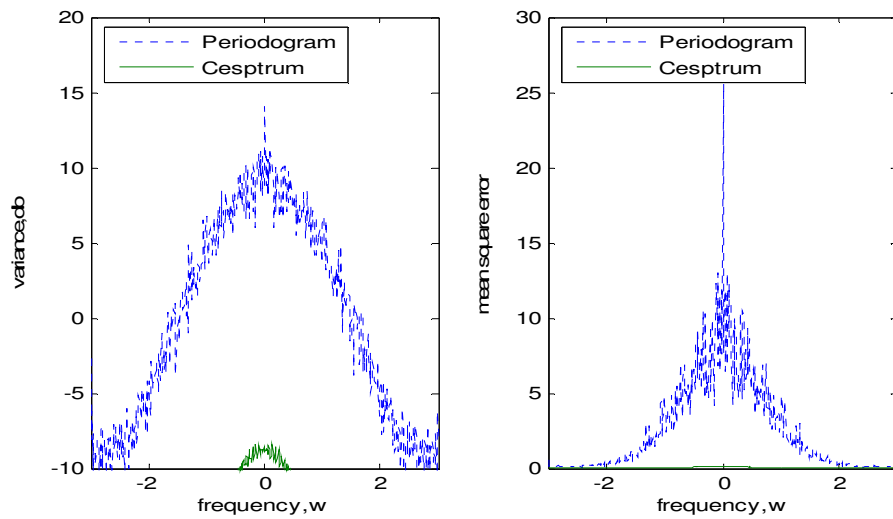 20
15
10
5
0
-5
-10
-2
0
2
variance,db
frequency,w
Periodogram
Cesptrum
30
25
20
15
10
5
0
-2
0
2
mean square error
frequency,w
Periodogram
Cesptrum